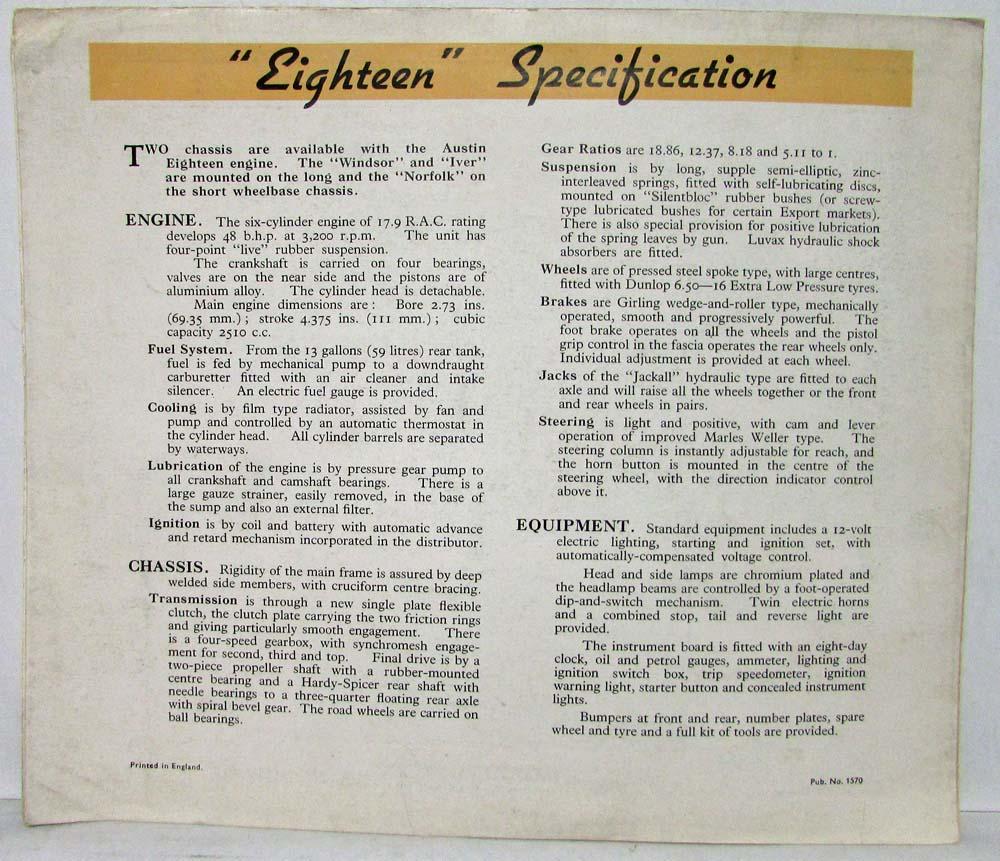 "Eighteen" Specification
TWO chassis are available with the Austin
Eighteen engine. The "Windsor" and "Iver"
are mounted on the long and the "Norfolk" on
the short wheelbase chassis.
ENGINE. The six-cylinder engine of 17.9 R.A.C. rating
develops 48 b.h.p. at 3,200 r.p.m. The unit has
four-point "live" rubber suspension.
The crankshaft is carried on four bearings,
valves are on the near side and the pistons are of
aluminium alloy. The cylinder head is detachable.
Main engine dimensions are : Bore 2.73 ins.
(69.35 mm.) ; stroke 4.375 ins. (111 mm.) ; cubic
capacity 2510 c.c.
Fuel System. From the 13 gallons (59 litres) rear tank,
fuel is fed by mechanical pump to a downdraught
carburetter fitted with an air cleaner and intake
silencer. An electric fuel gauge is provided.
Cooling is by film type radiator, assisted by fan and
pump and controlled by an automatic thermostat in
the cylinder head. All cylinder barrels are separated
by waterways.
Lubrication of the engine is by pressure gear pump to
all crankshaft and camshaft bearings. There is a
large gauze strainer, easily removed, in the base of
the sump and also an external filter.
Ignition is by coil and battery with automatic advance
and retard mechanism incorporated in the distributor.
CHASSIS. Rigidity of the main frame is assured by deep
welded side members, with cruciform centre bracing.
Transmission is through a new single plate flexible
clutch, the clutch plate carrying the two friction rings
and giving particularly smooth engagement. There
is a four-speed gearbox, with synchromesh engage-
ment for second, third and top. Final drive is by a
two-piece propeller shaft with a rubber-mounted
centre bearing and a Hardy-Spicer rear shaft with
needle bearings to a three-quarter floating rear axle
with spiral bevel gear. The road wheels are carried on
ball bearings.
Printed in England.
Gear Ratios are 18.86, 12.37, 8.18 and 5.11 to 1.
Suspension is by long, supple semi-elliptic, zinc-
interleaved springs, fitted with self-lubricating discs,
mounted on "Silentbloc" rubber bushes (or screw-
type lubricated bushes for certain Export markets).
There is also special provision for positive lubrication
of the spring leaves by gun. Luvax hydraulic shock
absorbers are fitted.
Wheels are of pressed steel spoke type, with large centres,
fitted with Dunlop 6.50—16 Extra Low Pressure tyres.
Brakes are Girling wedge-and-roller type, mechanically
operated, smooth and progressively powerful. The
foot brake operates on all the wheels and the pistol
grip control in the fascia operates the rear wheels only.
Individual adjustment is provided at each wheel.
Jacks of the "Jackall" hydraulic type are fitted to each
axle and will raise all the wheels together or the front
and rear wheels in pairs.
Steering is light and positive, with cam and lever
operation of improved Marles Weller type. The
steering column is instantly adjustable for reach, and
the horn button is mounted in the centre of the
steering wheel, with the direction indicator control
above it.
EQUIPMENT. Standard equipment includes a 12-volt
electric lighting, starting and ignition set, with
automatically-compensated voltage control.
Head and side lamps are chromium plated and
the headlamp beams are controlled by a foot-operated
dip-and-switch mechanism. Twin electric horns
and a combined stop, tail and reverse light are
provided.
The instrument board is fitted with an eight-day
clock, oil and petrol gauges, ammeter, lighting and
ignition switch box, trip speedometer, ignition
warning light, starter button and concealed instrument
lights.
Bumpers at front and rear, number plates, spare
wheel and tyre and a full kit of tools are provided.
Pub. No. 1570